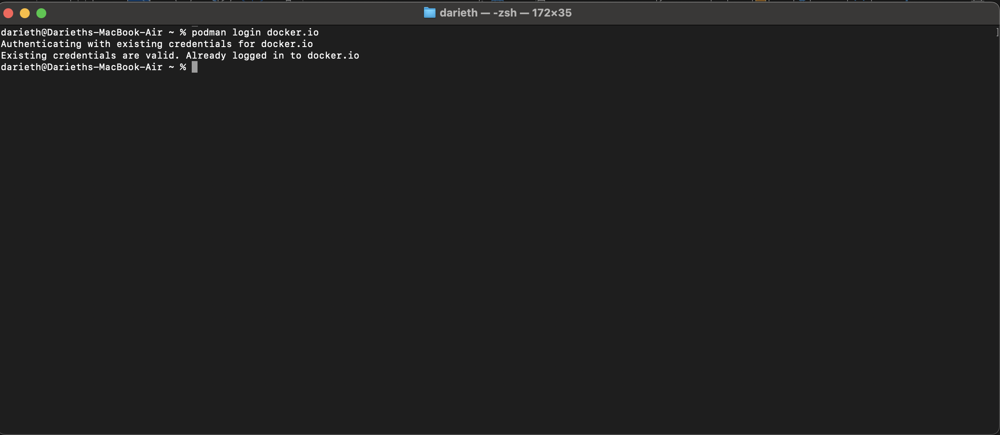 darieth — -zsh — 172×35
darieth@Darieths-MacBook-Air ~ % podman login docker.io
Authenticating with existing credentials for docker.io
Existing credentials are valid. Already logged in to docker.io
darieth@Darieths-MacBook-Air ~ %